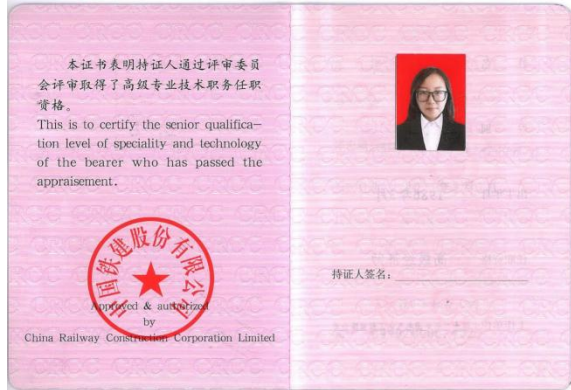 本证书表明持证人通过评审委员
会评审取得了高级专业技术职务任职
资格。
This is to certify the senior qualifica-
tion level of speciality and technology
of the bearer who has passed the
appraisement.
中国铁建股份有限公司
Approved & authorized
by
China Railway Construction Corporation Limited
持证人签名：